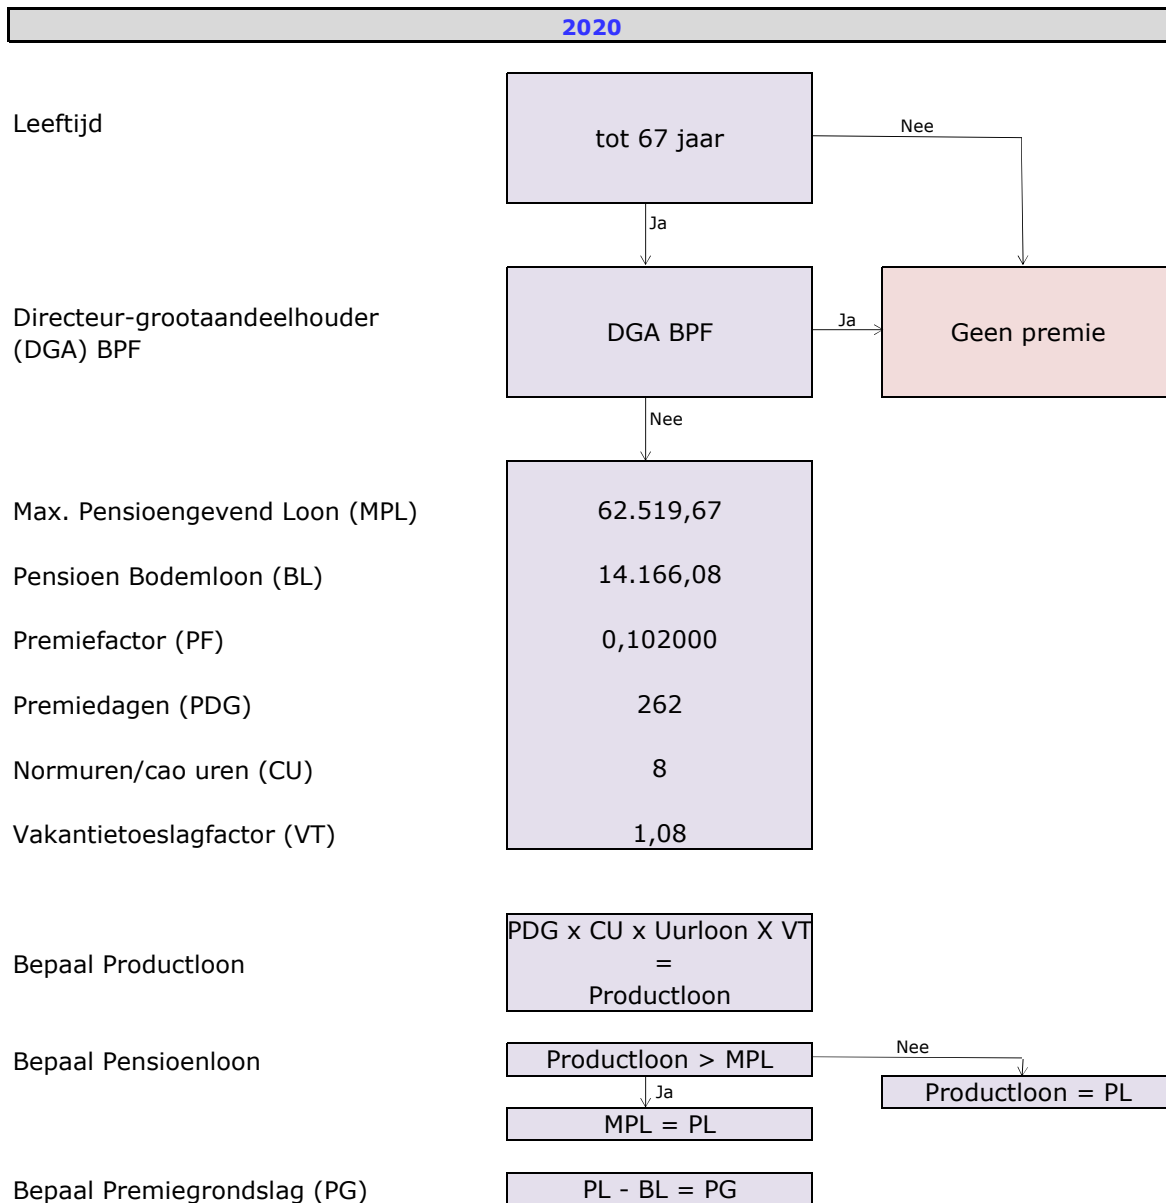 2020
Leeftijd
tot 67 jaar
Nee
Ja
Directeur-grootaandeelhouder
(DGA) BPF
DGA BPF
Ja
Geen premie
Nee
Max. Pensioengevend Loon (MPL)
62.519,67
Pensioen Bodemloon (BL)
14.166,08
Premiefactor (PF)
0,102000
Premiedagen (PDG)
262
Normuren/cao uren (CU)
8
Vakantietoeslagfactor (VT)
1,08
Bepaal Productloon
PDG x CU x Uurloon X VT
=
Productloon
Bepaal Pensioenloon
Productloon > MPL
Nee
Ja
Productloon = PL
MPL = PL
Bepaal Premiegrondslag (PG)
PL - BL = PG